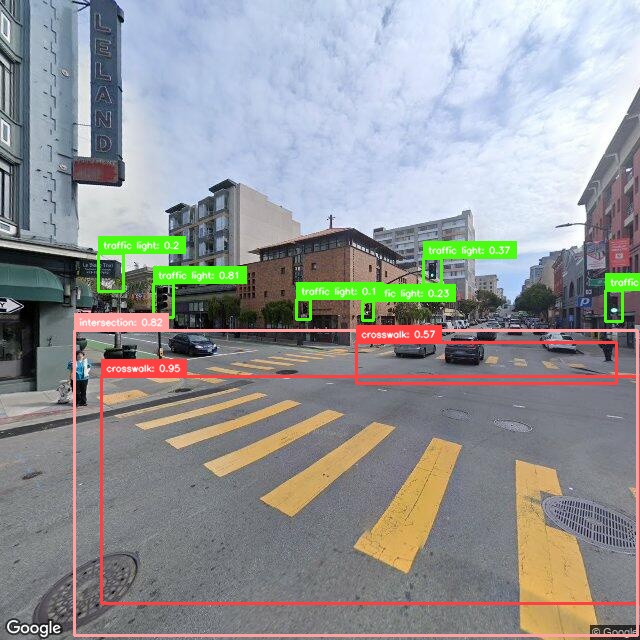 LELAND
traffic light: 0.2
traffic light: 0.81
traffic light: 0.37
traffic light: 0.1
fic light: 0.23
traffic
P
intersection: 0.82
crosswalk: 0.57
crosswalk: 0.95
Google
© Google